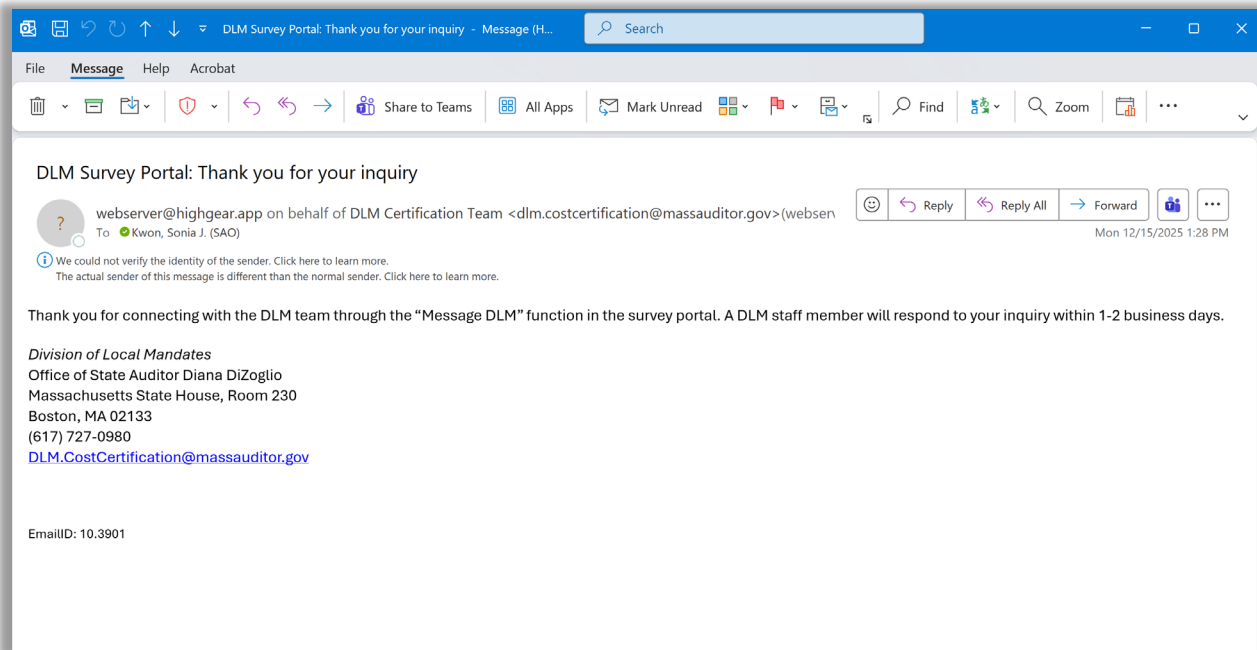 DLM Survey Portal: Thank you for your inquiry - Message (H...
Search
File Message Help Acrobat
Share to Teams All Apps Mark Unread Find Zoom
DLM Survey Portal: Thank you for your inquiry
webserver@highgear.app on behalf of DLM Certification Team <dlm.costcertification@massauditor.gov>(webserv
Reply Reply All Forward
To Kwon, Sonia J. (SAO)
Mon 12/15/2025 1:28 PM
We could not verify the identity of the sender. Click here to learn more.
The actual sender of this message is different than the normal sender. Click here to learn more.
Thank you for connecting with the DLM team through the “Message DLM” function in the survey portal. A DLM staff member will respond to your inquiry within 1-2 business days.
Division of Local Mandates
Office of State Auditor Diana DiZoglio
Massachusetts State House, Room 230
Boston, MA 02133
(617) 727-0980
DLM.CostCertification@massauditor.gov
EmailID: 10.3901